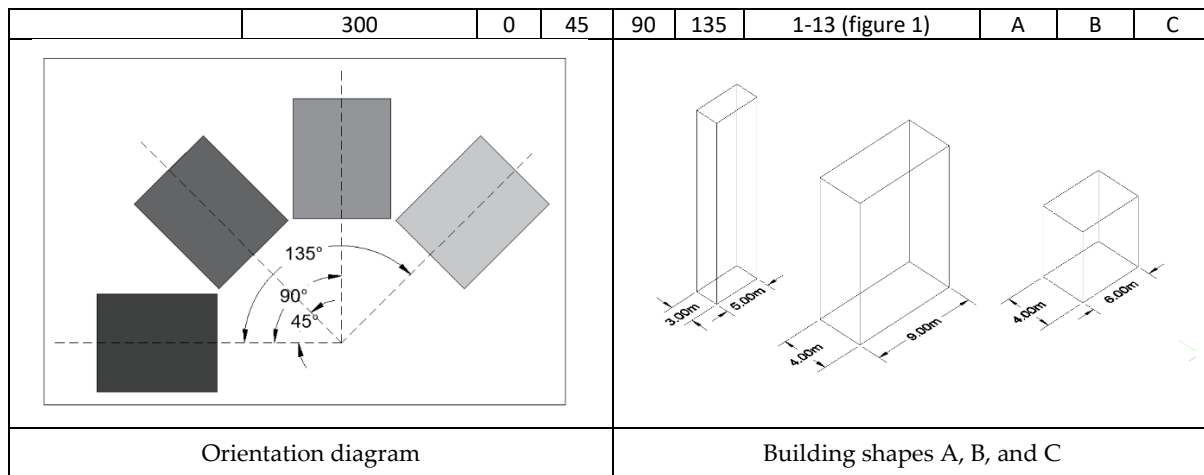 300 0 45 90 135 1-13 (figure 1) A B C
135°
90°
45°
3.00m
5.00m
4.00m
9.00m
4.00m
6.00m
Orientation diagram
Building shapes A, B, and C